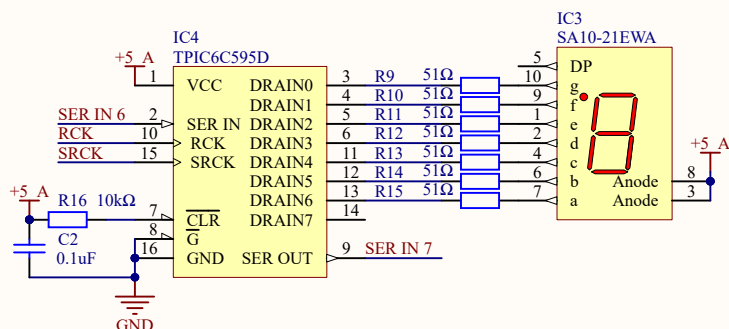 IC3
SA10-21EWA
IC4
TPIC6C595D
+5_A
1 VCC DRAIN0 3 R9 51Ω 10 g
5 DP
DRAIN1 4 R10 51Ω 9 f
SER IN 6 2 SER IN DRAIN2 5 R11 51Ω 1 e
RCK 10 RCK DRAIN3 6 R12 51Ω 2 d
SRCK 15 SRCK DRAIN4 11 R13 51Ω 4 c
DRAIN5 12 R14 51Ω 6 b Anode 8
DRAIN6 13 R15 51Ω 7 a Anode 3
+5_A
+5_A
R16 10kΩ 7 CLR DRAIN7 14
8 G
C2
0.1uF
16 GND SER OUT 9 SER IN 7
GND